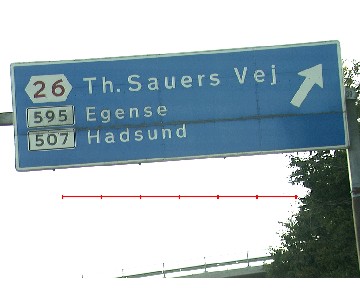 26 Th. Sauers Vej
595 Egense
507 Hadsund